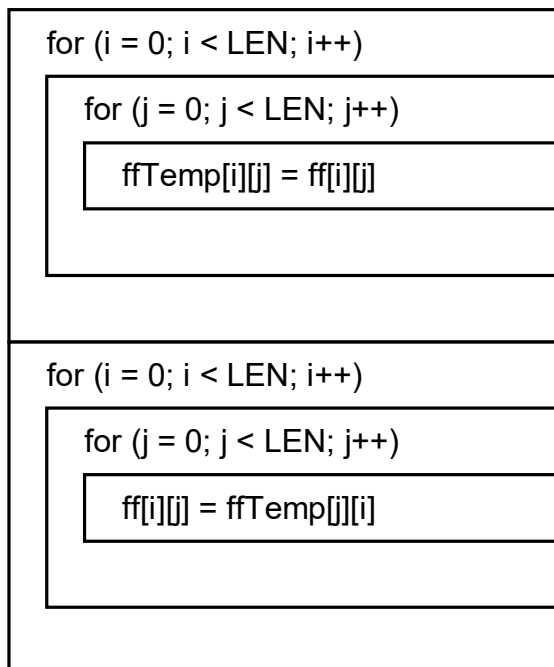 for (i = 0; i < LEN; i++)
for (j = 0; j < LEN; j++)
ffTemp[i][j] = ff[i][j]
for (i = 0; i < LEN; i++)
for (j = 0; j < LEN; j++)
ff[i][j] = ffTemp[j][i]